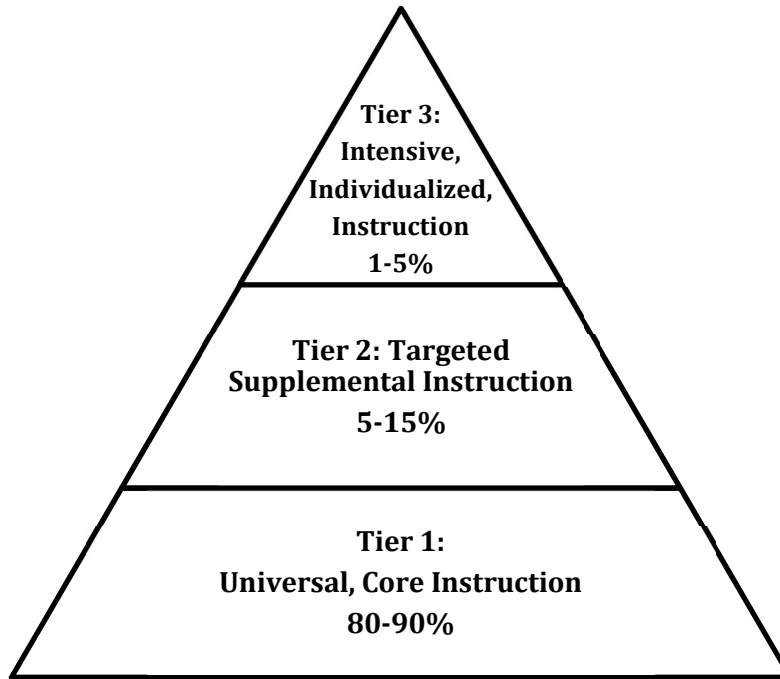 Tier 3:
Intensive,
Individualized,
Instruction
1-5%
Tier 2: Targeted
Supplemental Instruction
5-15%
Tier 1:
Universal, Core Instruction
80-90%